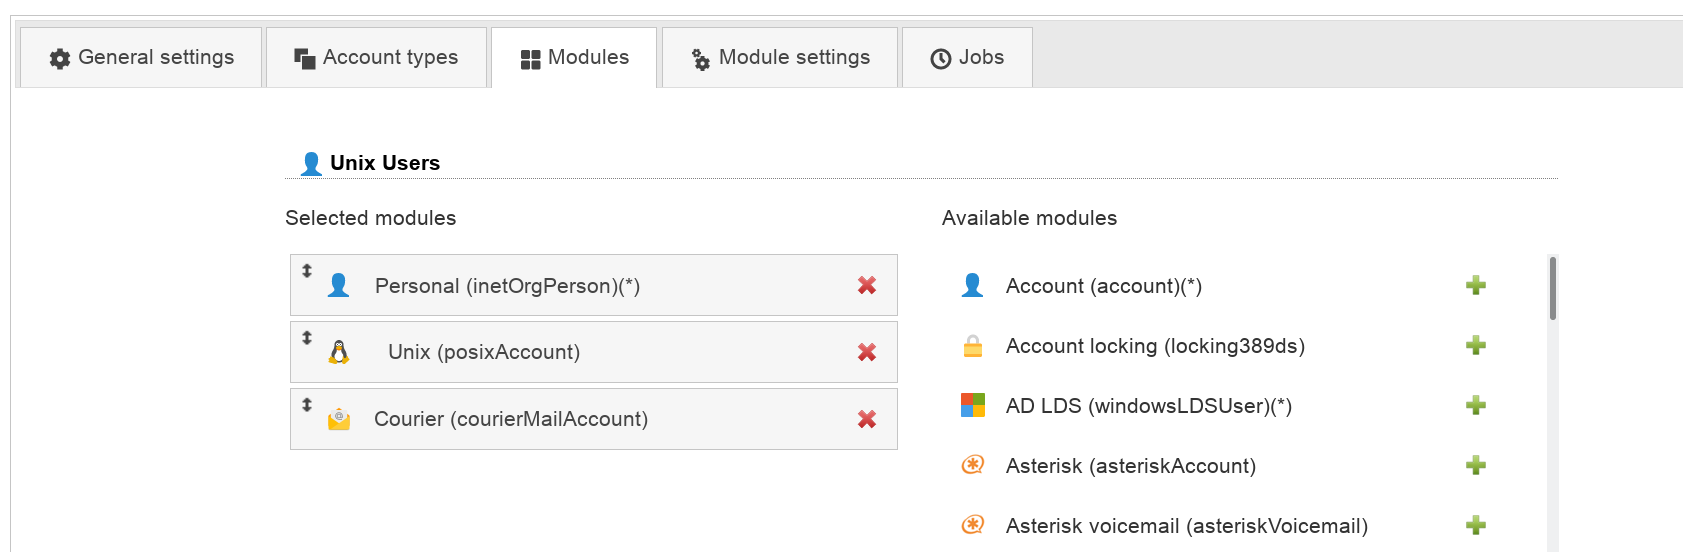 General settings
Account types
Modules
Module settings
Jobs
Unix Users
Selected modules
Personal (inetOrgPerson)(*)
Unix (posixAccount)
Courier (courierMailAccount)
Available modules
Account (account)(*)
Account locking (locking389ds)
AD LDS (windowsLDSUser)(*)
Asterisk (asteriskAccount)
Asterisk voicemail (asteriskVoicemail)